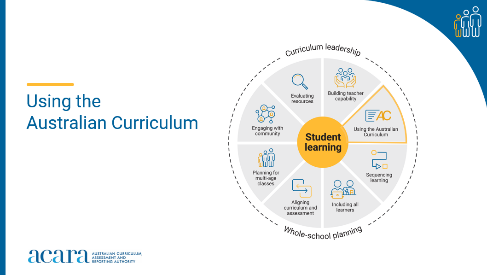 Using the
Australian Curriculum
Curriculum leadership
Evaluating
resources
Building teacher
capability
Engaging with
community
AC
Using the Australian
Curriculum
Student
learning
Planning for
multi-age
classes
Sequencing
learning
Aligning
curriculum and
assessment
Including all
learners
Whole-school planning
acara
AUSTRALIAN CURRICULUM,
ASSESSMENT AND
REPORTING AUTHORITY